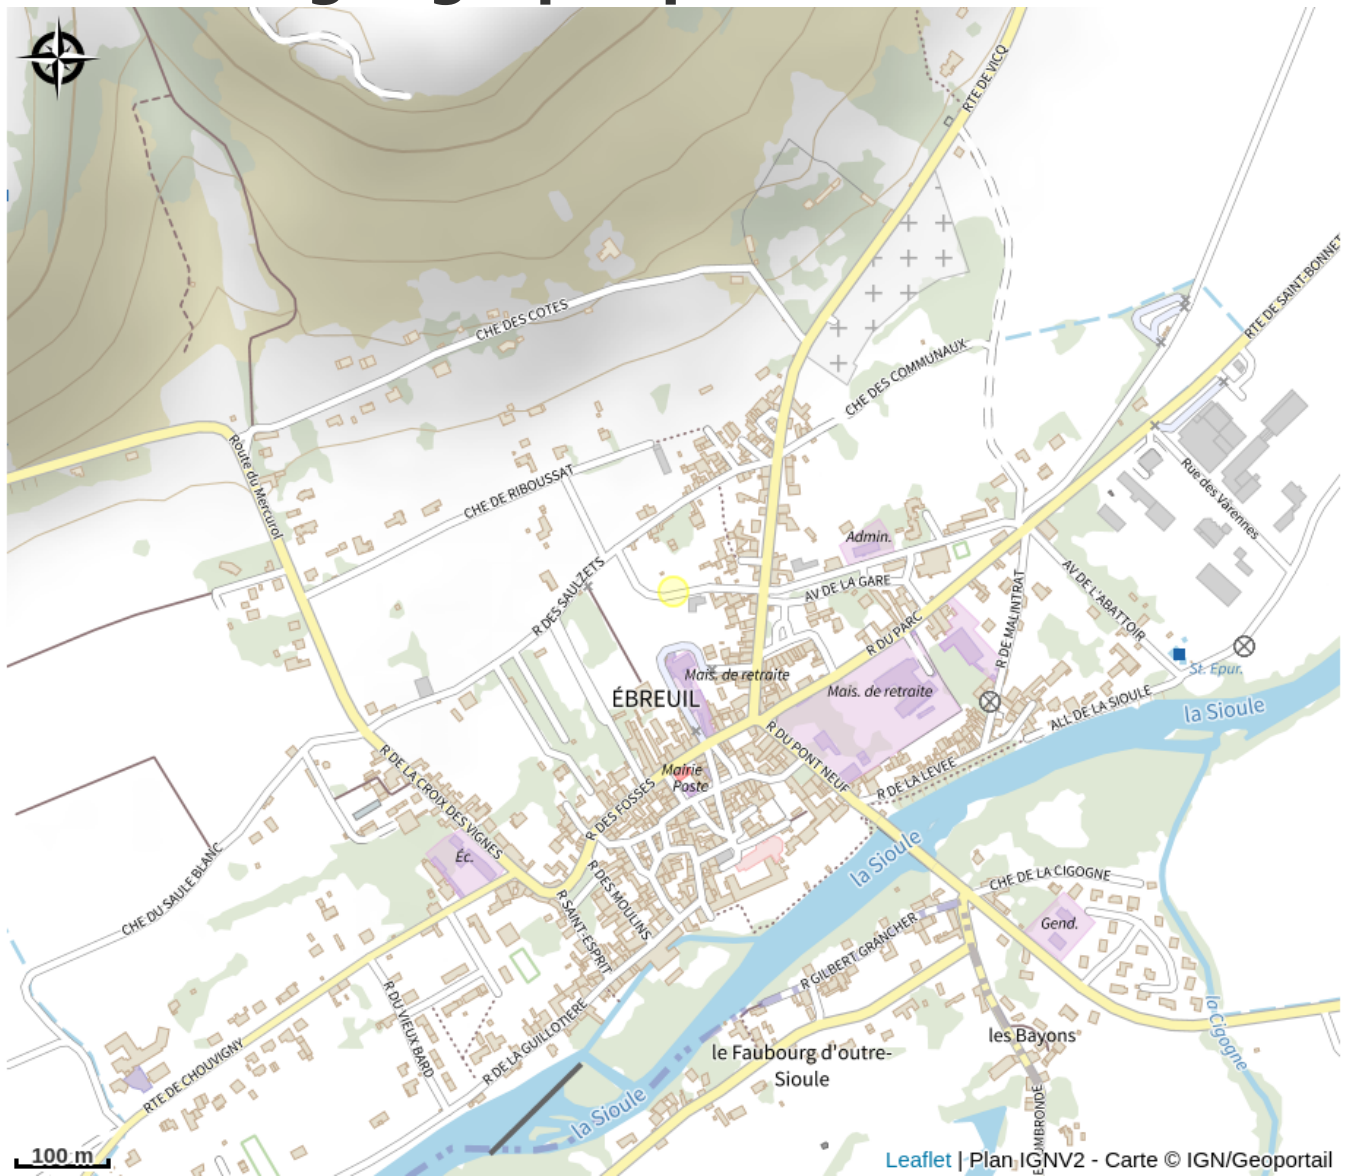 RTE DE VICQ
RTE DE SAINT-BONNET
CHE DES COTES
CHE DES COMMUNAUX
Route du Mercurol
CHE DE RIBOUSSAT
Rue des Varennes
Admin.
R DES SAULZETS
AV DE LA GARE
AV DE L'ABATTOIR
R DE MALINTRAT
R DU PARC
St. Epur.
Mais. de retraite
Mais. de retraite
ÉBREUIL
ALL DE LA SIOULE
la Sioule
R DU PONT NEUF
R DE LA CROIX DES VIGNES
Mairie
Poste
R DE LA LEVEE
R DES FOSSES
la Sioule
Éc.
CHE DU SAULE BLANC
CHE DE LA CIGOGNE
R DES MOULINS
R SAINT-ESPRIT
Gend.
R GILBERT GRANCHER
R DU VIEUX BARD
R DE LA GUILLOTIERE
la Cigogne
les Bayons
le Faubourg d'outre-
Sioule
RTE DE CHOUVIGNY
la Sioule
100 m
Leaflet | Plan IGNV2 - Carte © IGN/Geoportail